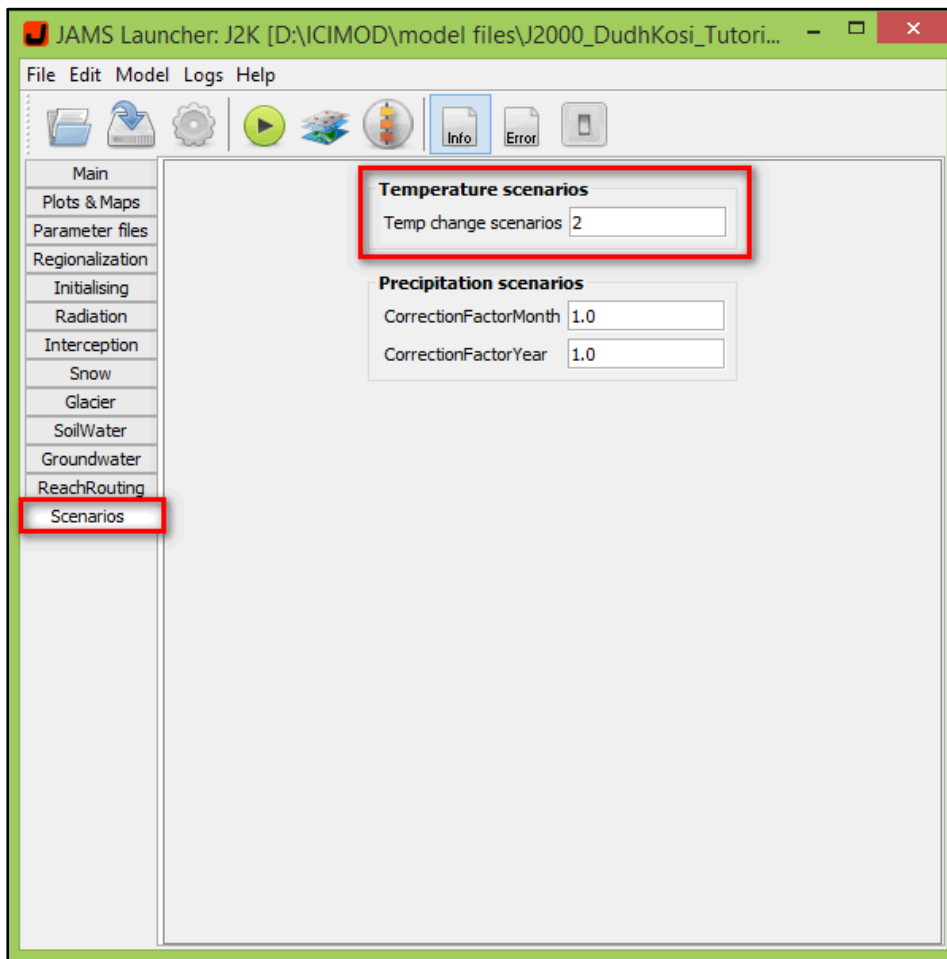 JAMS Launcher: J2K [D:\ICIMOD\model files\J2000_DudhKosi_Tutori...
File Edit Model Logs Help
Info Error
Main
Plots & Maps
Parameter files
Regionalization
Initialising
Radiation
Interception
Snow
Glacier
SoilWater
Groundwater
ReachRouting
Scenarios
Temperature scenarios
Temp change scenarios 2
Precipitation scenarios
CorrectionFactorMonth 1.0
CorrectionFactorYear 1.0